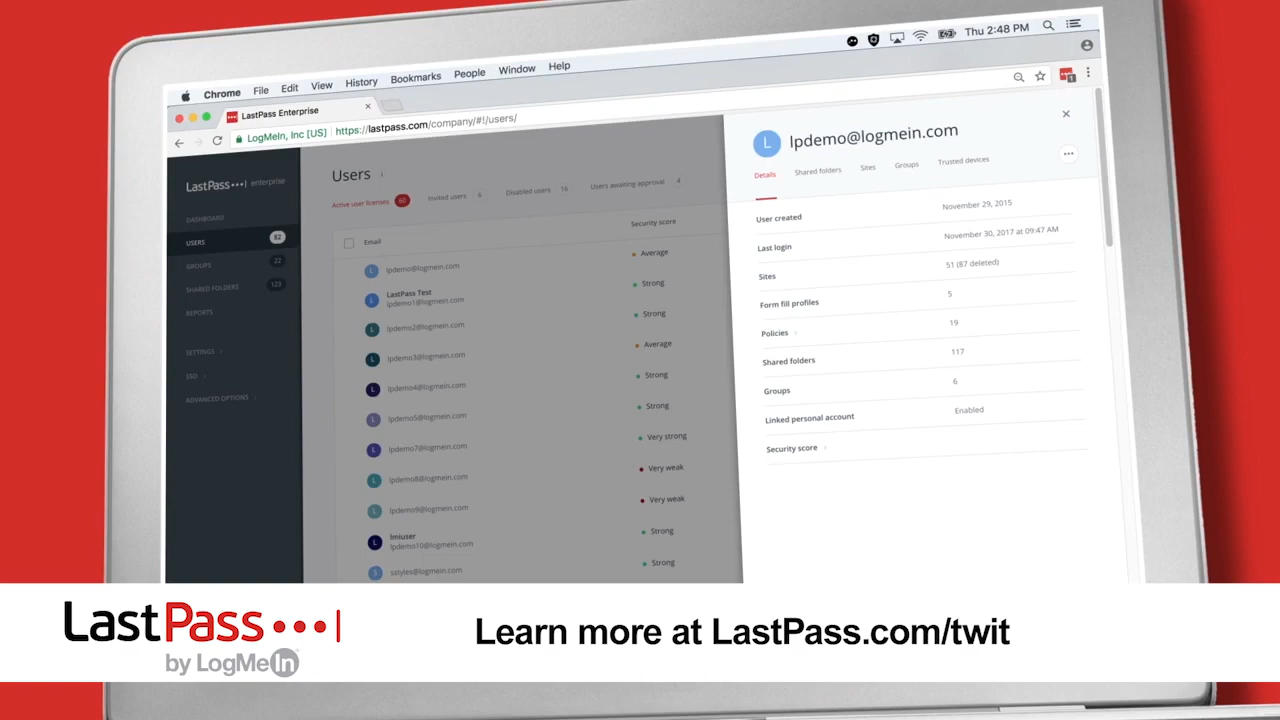 Chrome File Edit View History Bookmarks People Window Help Thu 2:48 PM
LastPass Enterprise
LogMeIn, Inc [US] https://lastpass.com/company/#!/users/
1
LastPass enterprise
DASHBOARD
USERS 82
GROUPS 22
SHARED FOLDERS 123
REPORTS
SETTINGS
SSO
ADVANCED OPTIONS
Users
Active user licenses 60 Invited users 6 Disabled users 16 Users awaiting approval 4
Email Security score
L lpdemo@logmein.com Average
L LastPass Test
lpdemo1@logmein.com Strong
L lpdemo2@logmein.com Strong
L lpdemo3@logmein.com Average
L lpdemo4@logmein.com Strong
L lpdemo5@logmein.com Strong
L lpdemo7@logmein.com Very strong
L lpdemo8@logmein.com Very weak
L lpdemo9@logmein.com Very weak
L lmiuser
lpdemo10@logmein.com Strong
S sstyles@logmein.com Strong
L lpdemo@logmein.com
Details Shared folders Sites Groups Trusted devices
User created November 29, 2015
Last login November 30, 2017 at 09:47 AM
Sites 51 (87 deleted)
Form fill profiles 5
Policies 19
Shared folders 117
Groups 6
Linked personal account Enabled
Security score
LastPass
by LogMeIn
Learn more at LastPass.com/twit